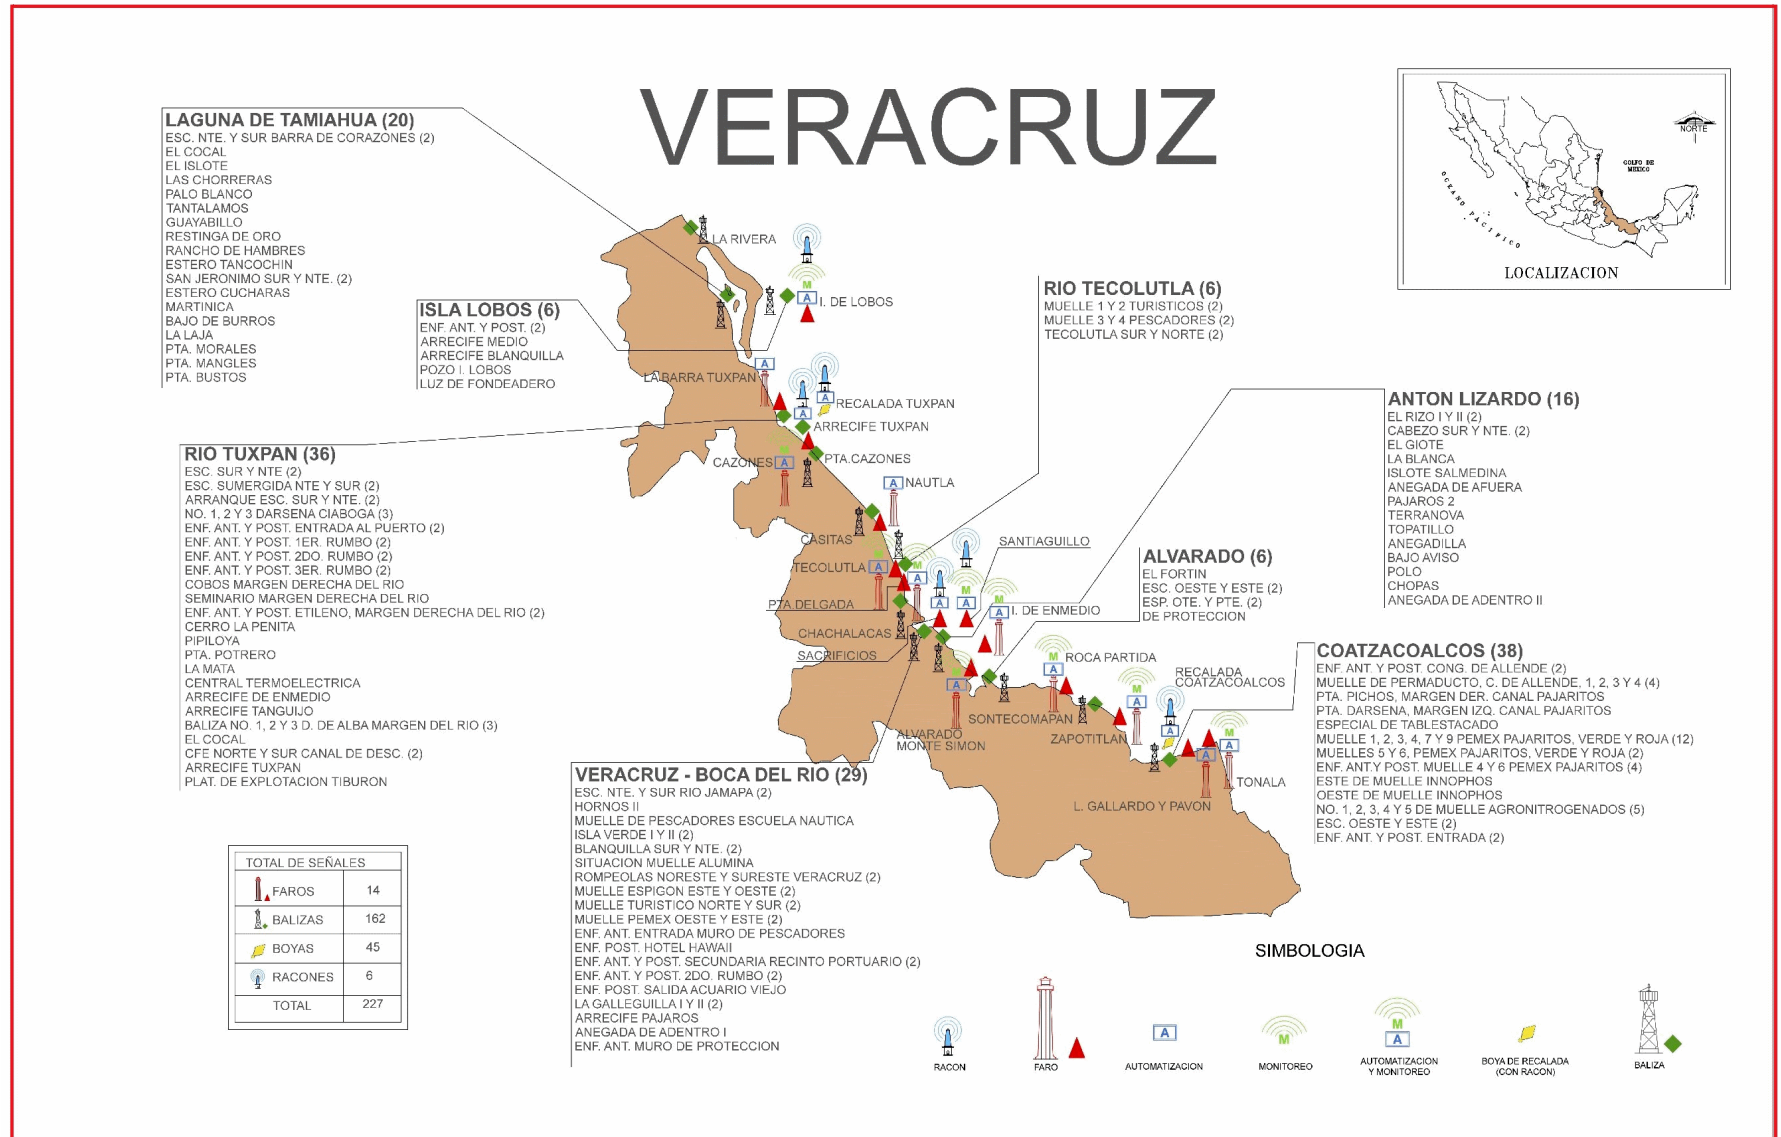 VERACRUZ
LAGUNA DE TAMIAHUA (20)
ESC. NTE. Y SUR BARRA DE CORAZONES (2)
EL COCAL
EL ISLOTE
LAS CHORRERAS
PALO BLANCO
TANTALAMOS
GUAYABILLO
RESTINGA DE ORO
RANCHO DE HAMBRES
ESTERO TANCOCHIN
SAN JERONIMO SUR Y NTE. (2)
ESTERO CUCHARAS
MARTINICA
BAJO DE BURROS
LA LAJA
PTA. MORALES
PTA. MANGLES
PTA. BUSTOS
ISLA LOBOS (6)
ENF. ANT. Y POST. (2)
ARRECIFE MEDIO
ARRECIFE BLANQUILLA
POZO I. LOBOS
LUZ DE FONDEADERO
RIO TUXPAN (36)
ESC. SUR Y NTE (2)
ESC. SUMERGIDA NTE Y SUR (2)
ARRANQUE ESC. SUR Y NTE. (2)
NO. 1, 2 Y 3 DARSENA CIABOGA (3)
ENF. ANT. Y POST. ENTRADA AL PUERTO (2)
ENF. ANT. Y POST. 1ER. RUMBO (2)
ENF. ANT. Y POST. 2DO. RUMBO (2)
ENF. ANT. Y POST. 3ER. RUMBO (2)
COBOS MARGEN DERECHA DEL RIO
SEMINARIO MARGEN DERECHA DEL RIO
ENF. ANT. Y POST. ETILENO, MARGEN DERECHA DEL RIO (2)
CERRO LA PENITA
PIPILOYA
PTA. POTRERO
LA MATA
CENTRAL TERMOELECTRICA
ARRECIFE DE ENMEDIO
ARRECIFE TANGUIJO
BALIZA NO. 1, 2 Y 3 D. DE ALBA MARGEN DEL RIO (3)
EL COCAL
CFE NORTE Y SUR CANAL DE DESC. (2)
ARRECIFE TUXPAN
PLAT. DE EXPLOTACION TIBURON
RIO TECOLUTLA (6)
MUELLE 1 Y 2 TURISTICOS (2)
MUELLE 3 Y 4 PESCADORES (2)
TECOLUTLA SUR Y NORTE (2)
ANTON LIZARDO (16)
EL RIZO I Y II (2)
CABEZO SUR Y NTE. (2)
EL GIOTE
LA BLANCA
ISLOTE SALMEDINA
ANEGADA DE AFUERA
PAJAROS 2
TERRANOVA
TOPATILLO
ANEGADILLA
BAJO AVISO
POLO
CHOPAS
ANEGADA DE ADENTRO II
ALVARADO (6)
EL FORTIN
ESC. OESTE Y ESTE (2)
ESP. OTE. Y PTE. (2)
DE PROTECCION
COATZACOALCOS (38)
ENF. ANT. Y POST. CONG. DE ALLENDE (2)
MUELLE DE PERMADUCTO, C. DE ALLENDE, 1, 2, 3 Y 4 (4)
PTA. PICHOS, MARGEN DER. CANAL PAJARITOS
PTA. DARSENA, MARGEN IZQ. CANAL PAJARITOS
ESPECIAL DE TABLESTACADO
MUELLE 1, 2, 3, 4, 7 Y 9 PEMEX PAJARITOS, VERDE Y ROJA (12)
MUELLES 5 Y 6, PEMEX PAJARITOS, VERDE Y ROJA (2)
ENF. ANT.Y POST. MUELLE 4 Y 6 PEMEX PAJARITOS (4)
ESTE DE MUELLE INNOPHOS
OESTE DE MUELLE INNOPHOS
NO. 1, 2, 3, 4 Y 5 DE MUELLE AGRONITROGENADOS (5)
ESC. OESTE Y ESTE (2)
ENF. ANT. Y POST. ENTRADA (2)
VERACRUZ - BOCA DEL RIO (29)
ESC. NTE. Y SUR RIO JAMAPA (2)
HORNOS II
MUELLE DE PESCADORES ESCUELA NAUTICA
ISLA VERDE I Y II (2)
BLANQUILLA SUR Y NTE. (2)
SITUACION MUELLE ALUMINA
ROMPEOLAS NORESTE Y SURESTE VERACRUZ (2)
MUELLE ESPIGON ESTE Y OESTE (2)
MUELLE TURISTICO NORTE Y SUR (2)
MUELLE PEMEX OESTE Y ESTE (2)
ENF. ANT. ENTRADA MURO DE PESCADORES
ENF. POST. HOTEL HAWAII
ENF. ANT. Y POST. SECUNDARIA RECINTO PORTUARIO (2)
ENF. ANT. Y POST. 2DO. RUMBO (2)
ENF. POST. SALIDA ACUARIO VIEJO
LA GALLEGUILLA I Y II (2)
ARRECIFE PAJAROS
ANEGADA DE ADENTRO I
ENF. ANT. MURO DE PROTECCION
LA RIVERA
M
A I. DE LOBOS
A
LA BARRA TUXPAN
A RECALADA TUXPAN
A
ARRECIFE TUXPAN
CAZONES A
PTA.CAZONES
A NAUTLA
CASITAS
M
TECOLUTLA A
M
A
PTA.DELGADA
CHACHALACAS
SACRIFICIOS
A
SANTIAGUILLO
M
A
M
A I. DE ENMEDIO
M
A
ALVARADO
MONTE SIMON
ROCA PARTIDA
M
A
SONTECOMAPAN
M
A
ZAPOTITLAN
RECALADA
COATZACOALCOS
A
A
L. GALLARDO Y PAVON
M
A
TONALA
NORTE
GOLFO DE
MEXICO
OCEANO PACIFICO
LOCALIZACION
TOTAL DE SEÑALES
FAROS 14
BALIZAS 162
BOYAS 45
RACONES 6
TOTAL 227
SIMBOLOGIA
RACON
FARO
A
AUTOMATIZACION
M
MONITOREO
M
A
AUTOMATIZACION
Y MONITOREO
BOYA DE RECALADA
(CON RACON)
BALIZA